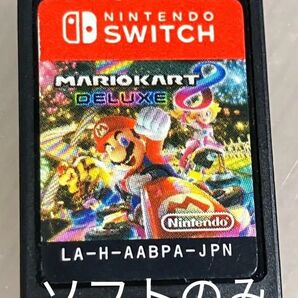 NINTENDO
SWITCH
MARIOKART 8
DELUXE
Nintendo
LA-H-AABPA-JPN
ソフトのみ